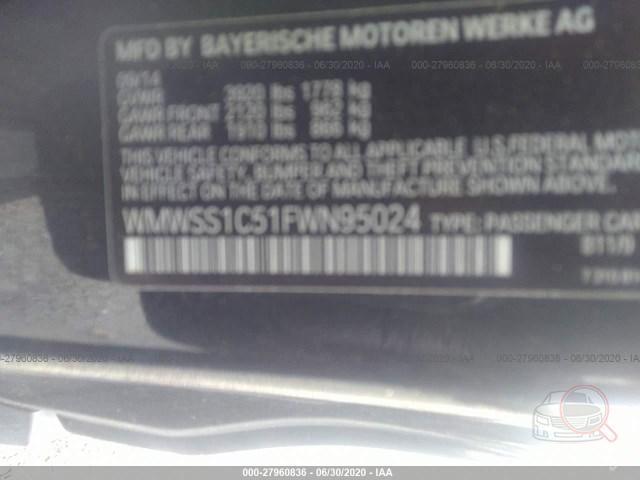 MFD BY BAYERISCHE MOTOREN WERKE AG
09/14
GVWR 3920 lbs 1778 kg
GAWR FRONT 2120 lbs 962 kg
GAWR REAR 1910 lbs 866 kg
THIS VEHICLE CONFORMS TO ALL APPLICABLE U.S. FEDERAL MOTOR
VEHICLE SAFETY, BUMPER, AND THEFT PREVENTION STANDARDS
IN EFFECT ON THE DATE OF MANUFACTURE SHOWN ABOVE.
WMWSS1C51FWN95024 TYPE: PASSENGER CAR
000-27960836 - 06/30/2020 - IAA